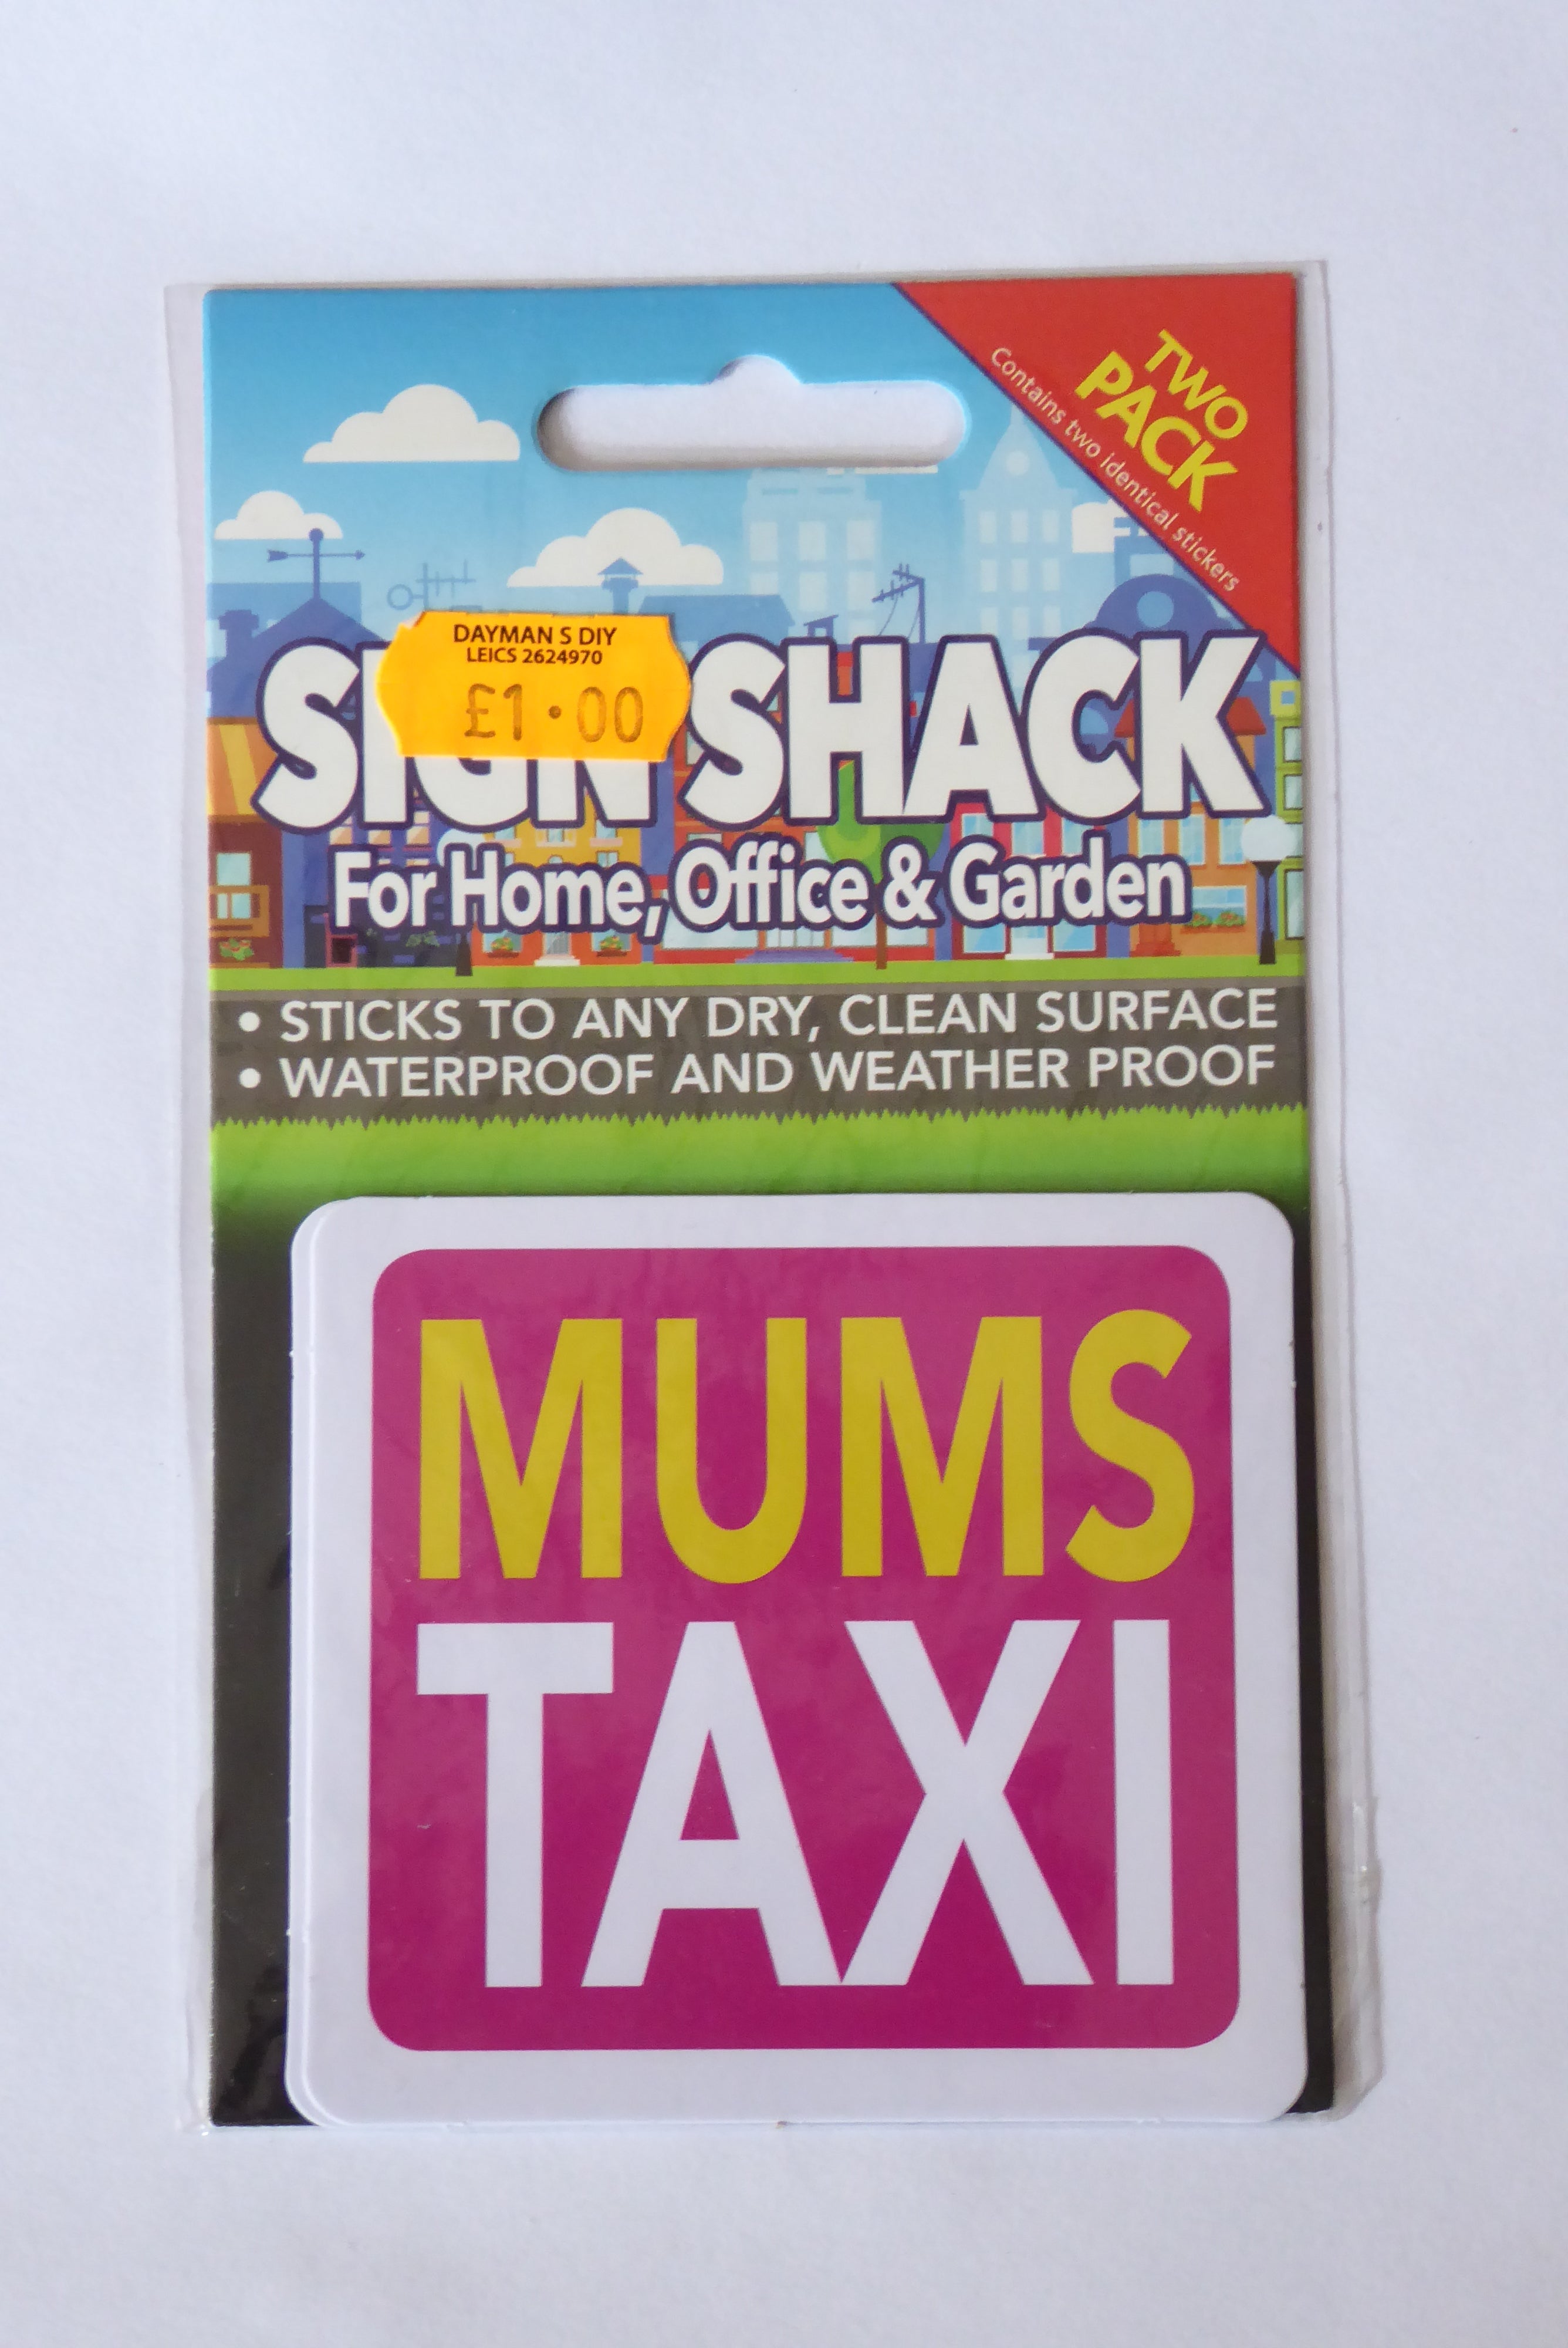 TWO
PACK
Contains two identical stickers
DAYMAN S DIY
LEICS 2624970
£1·00
SIGN SHACK
For Home, Office & Garden
• STICKS TO ANY DRY, CLEAN SURFACE
• WATERPROOF AND WEATHER PROOF
MUMS
TAXI